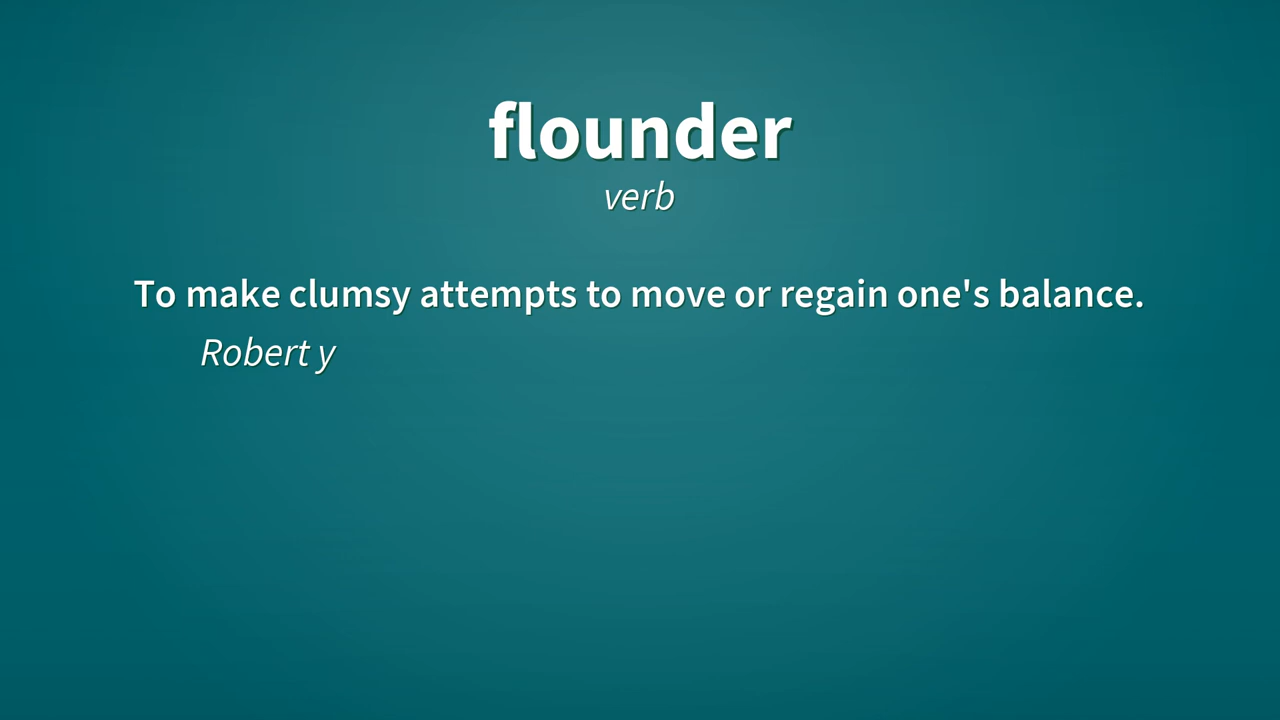 flounder
verb
To make clumsy attempts to move or regain one's balance.
Robert y